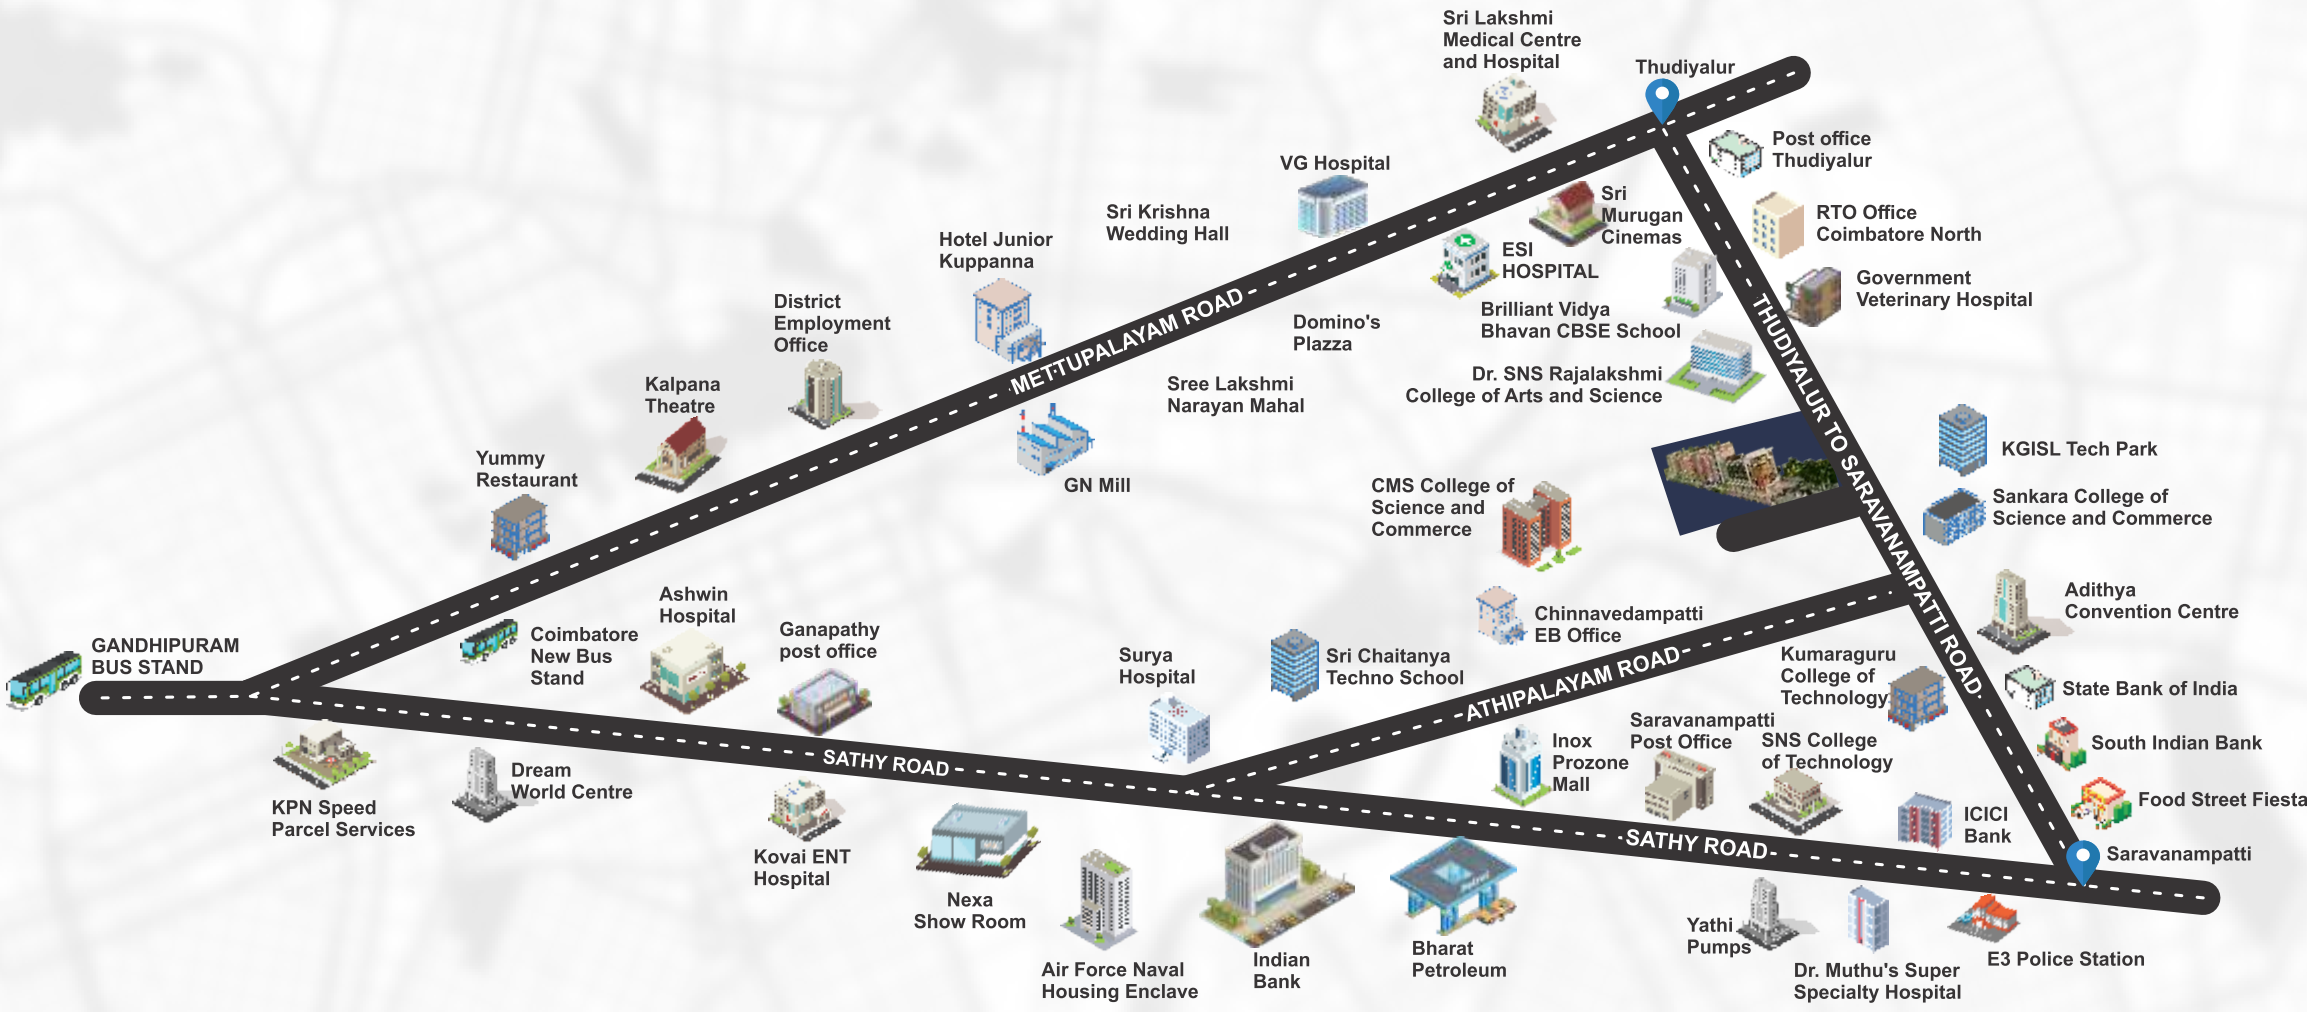 Sri Lakshmi
Medical Centre
and Hospital
Thudiyalur
Post office
Thudiyalur
VG Hospital
Sri
Murugan
Cinemas
RTO Office
Coimbatore North
Sri Krishna
Wedding Hall
Hotel Junior
Kuppanna
ESI
HOSPITAL
Government
Veterinary Hospital
District
Employment
Office
METTUPALAYAM ROAD
Domino's
Plazza
Brilliant Vidya
Bhavan CBSE School
THUDIYALUR TO SARAVANAMPATTI ROAD
Kalpana
Theatre
Sree Lakshmi
Narayan Mahal
Dr. SNS Rajalakshmi
College of Arts and Science
KGISL Tech Park
Yummy
Restaurant
GN Mill
CMS College of
Science and
Commerce
Sankara College of
Science and Commerce
Ashwin
Hospital
Adithya
Convention Centre
GANDHIPURAM
BUS STAND
Coimbatore
New Bus
Stand
Ganapathy
post office
Surya
Hospital
Sri Chaitanya
Techno School
Chinnavedampatti
EB Office
ATHIPALAYAM ROAD
Kumaraguru
College of
Technology
State Bank of India
Saravanampatti
Post Office
Inox
Prozone
Mall
SNS College
of Technology
South Indian Bank
KPN Speed
Parcel Services
Dream
World Centre
SATHY ROAD
Food Street Fiesta
ICICI
Bank
SATHY ROAD
Saravanampatti
Kovai ENT
Hospital
Nexa
Show Room
Air Force Naval
Housing Enclave
Indian
Bank
Bharat
Petroleum
Yathi
Pumps
Dr. Muthu's Super
Specialty Hospital
E3 Police Station